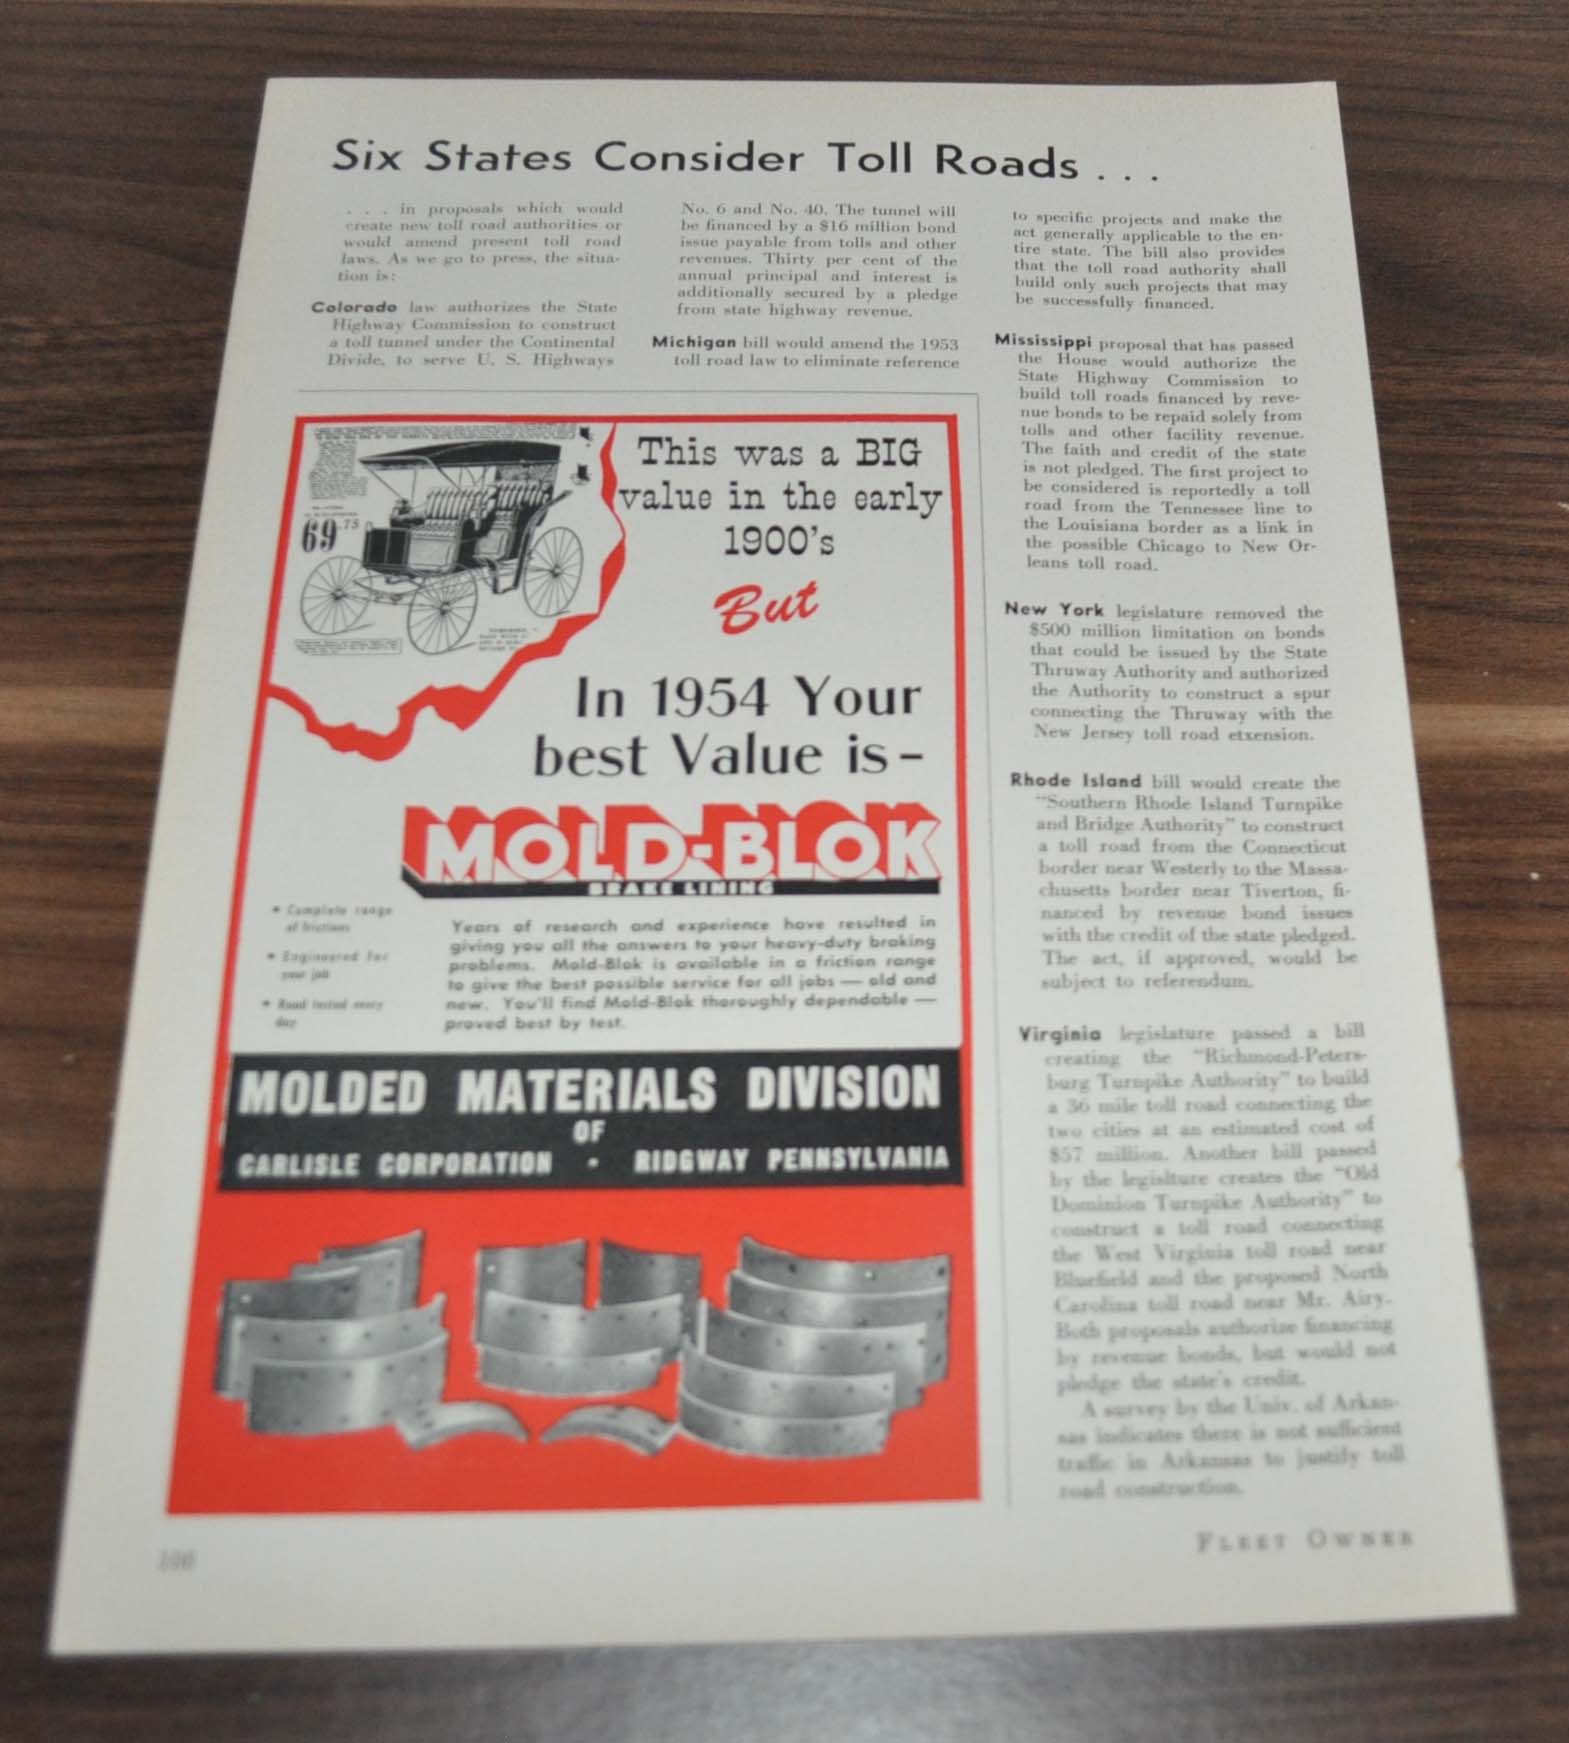 Six States Consider Toll Roads . . .
. . . in proposals which would
create new toll road authorities or
would amend present toll road
laws. As we go to press, the situa-
tion is:
Colorado law authorizes the State
Highway Commission to construct
a toll tunnel under the Continental
Divide, to serve U. S. Highways
No. 6 and No. 40. The tunnel will
be financed by a $16 million bond
issue payable from tolls and other
revenues. Thirty per cent of the
annual principal and interest is
additionally secured by a pledge
from state highway revenue.
Michigan bill would amend the 1953
toll road law to eliminate reference
to specific projects and make the
act generally applicable to the en-
tire state. The bill also provides
that the toll road authority shall
build only such projects that may
be successfully financed.
Mississippi proposal that has passed
the House would authorize the
State Highway Commission to
build toll roads financed by reve-
nue bonds to be repaid solely from
tolls and other facility revenue.
The faith and credit of the state
is not pledged. The first project to
be considered is reportedly a toll
road from the Tennessee line to
the Louisiana border as a link in
the possible Chicago to New Or-
leans toll road.
New York legislature removed the
$500 million limitation on bonds
that could be issued by the State
Thruway Authority and authorized
the Authority to construct a spur
connecting the Thruway with the
New Jersey toll road etxension.
Rhode Island bill would create the
"Southern Rhode Island Turnpike
and Bridge Authority" to construct
a toll road from the Connecticut
border near Westerly to the Massa-
chusetts border near Tiverton, fi-
nanced by revenue bond issues
with the credit of the state pledged.
The act, if approved, would be
subject to referendum.
Virginia legislature passed a bill
creating the "Richmond-Peters-
burg Turnpike Authority" to build
a 36 mile toll road connecting the
two cities at an estimated cost of
$57 million. Another bill passed
by the legislture creates the "Old
Dominion Turnpike Authority" to
construct a toll road connecting
the West Virginia toll road near
Bluefield and the proposed North
Carolina toll road near Mt. Airy.
Both proposals authorize financing
by revenue bonds, but would not
pledge the state's credit.
A survey by the Univ. of Arkan-
sas indicates there is not sufficient
traffic in Arkansas to justify toll
road construction.
69.75
This was a BIG
value in the early
1900's
But
In 1954 Your
best Value is –
MOLD-BLOK
BRAKE LINING
• Complete range
of frictions
• Engineered for
your job
• Road tested every
day
Years of research and experience have resulted in
giving you all the answers to your heavy-duty braking
problems. Mold-Blok is available in a friction range
to give the best possible service for all jobs — old and
new. You'll find Mold-Blok thoroughly dependable —
proved best by test.
MOLDED MATERIALS DIVISION
OF
CARLISLE CORPORATION • RIDGWAY PENNSYLVANIA
FLEET OWNER